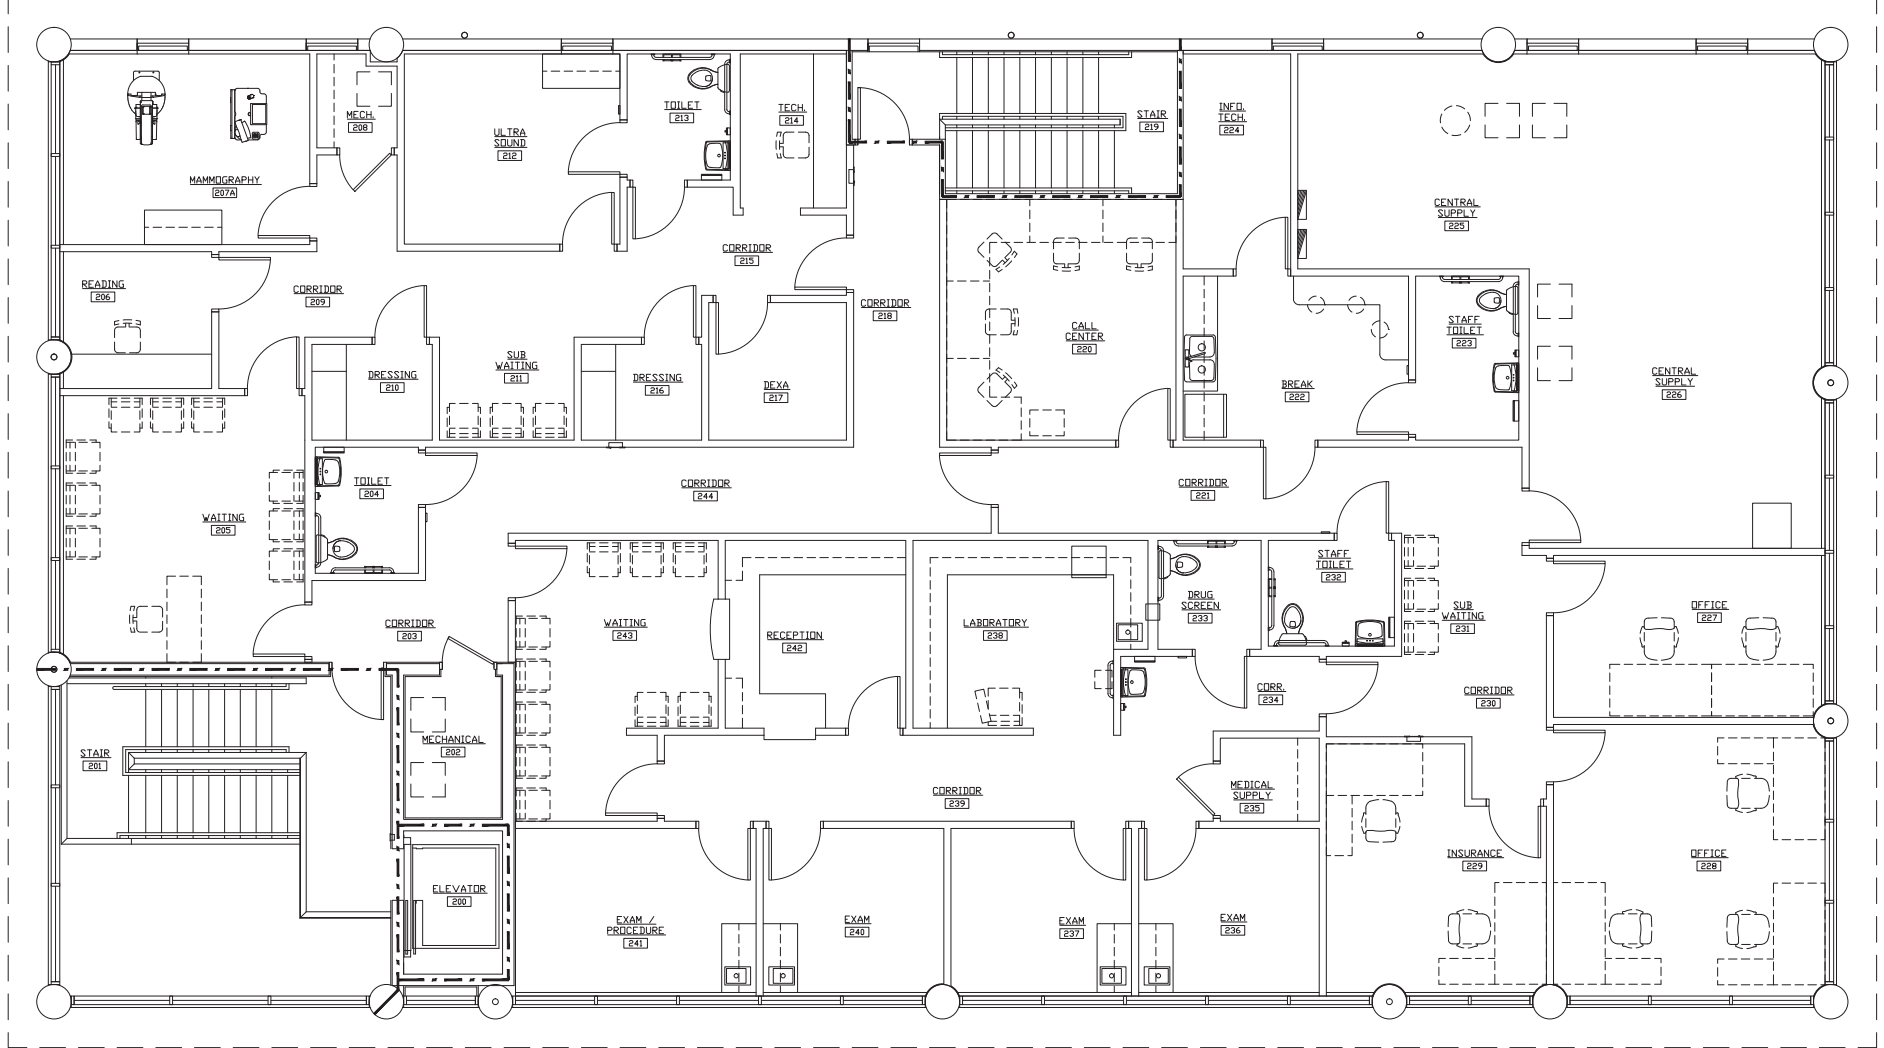 MECH.
208
ULTRA
SOUND
212
TOILET
213
TECH.
214
STAIR
219
INFO.
TECH.
224
MAMMOGRAPHY
207A
CENTRAL
SUPPLY
225
READING
206
CORRIDOR
209
CORRIDOR
215
CORRIDOR
218
CALL
CENTER
220
STAFF
TOILET
223
DRESSING
210
SUB
WAITING
211
DRESSING
216
DEXA
217
BREAK
222
CENTRAL
SUPPLY
226
WAITING
205
TOILET
204
CORRIDOR
244
CORRIDOR
221
CORRIDOR
203
WAITING
243
RECEPTION
242
LABORATORY
238
DRUG
SCREEN
233
STAFF
TOILET
232
SUB
WAITING
231
OFFICE
227
CORR.
234
CORRIDOR
230
STAIR
201
MECHANICAL
202
CORRIDOR
239
MEDICAL
SUPPLY
235
INSURANCE
229
OFFICE
228
ELEVATOR
200
EXAM /
PROCEDURE
241
EXAM
240
EXAM
237
EXAM
236